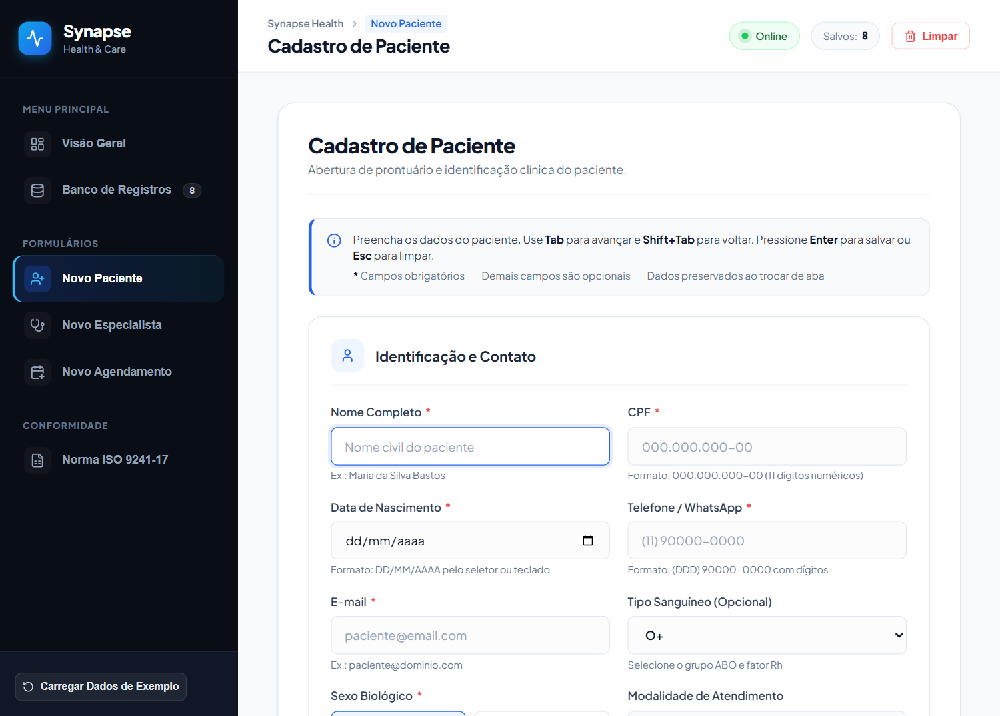 Synapse
Health & Care
MENU PRINCIPAL
Visão Geral
Banco de Registros 8
FORMULÁRIOS
Novo Paciente
Novo Especialista
Novo Agendamento
CONFORMIDADE
Norma ISO 9241-17
Carregar Dados de Exemplo
Synapse Health > Novo Paciente
Cadastro de Paciente
Online
Salvos: 8
Limpar
Cadastro de Paciente
Abertura de prontuário e identificação clínica do paciente.
Preencha os dados do paciente. Use Tab para avançar e Shift+Tab para voltar. Pressione Enter para salvar ou
Esc para limpar.
* Campos obrigatórios Demais campos são opcionais Dados preservados ao trocar de aba
Identificação e Contato
Nome Completo *
Nome civil do paciente
Ex.: Maria da Silva Bastos
CPF *
000.000.000-00
Formato: 000.000.000-00 (11 dígitos numéricos)
Data de Nascimento *
dd/mm/aaaa
Formato: DD/MM/AAAA pelo seletor ou teclado
Telefone / WhatsApp *
(11) 90000-0000
Formato: (DDD) 90000-0000 com dígitos
E-mail *
paciente@email.com
Ex.: paciente@dominio.com
Tipo Sanguíneo (Opcional)
O+
Selecione o grupo ABO e fator Rh
Sexo Biológico *
Modalidade de Atendimento